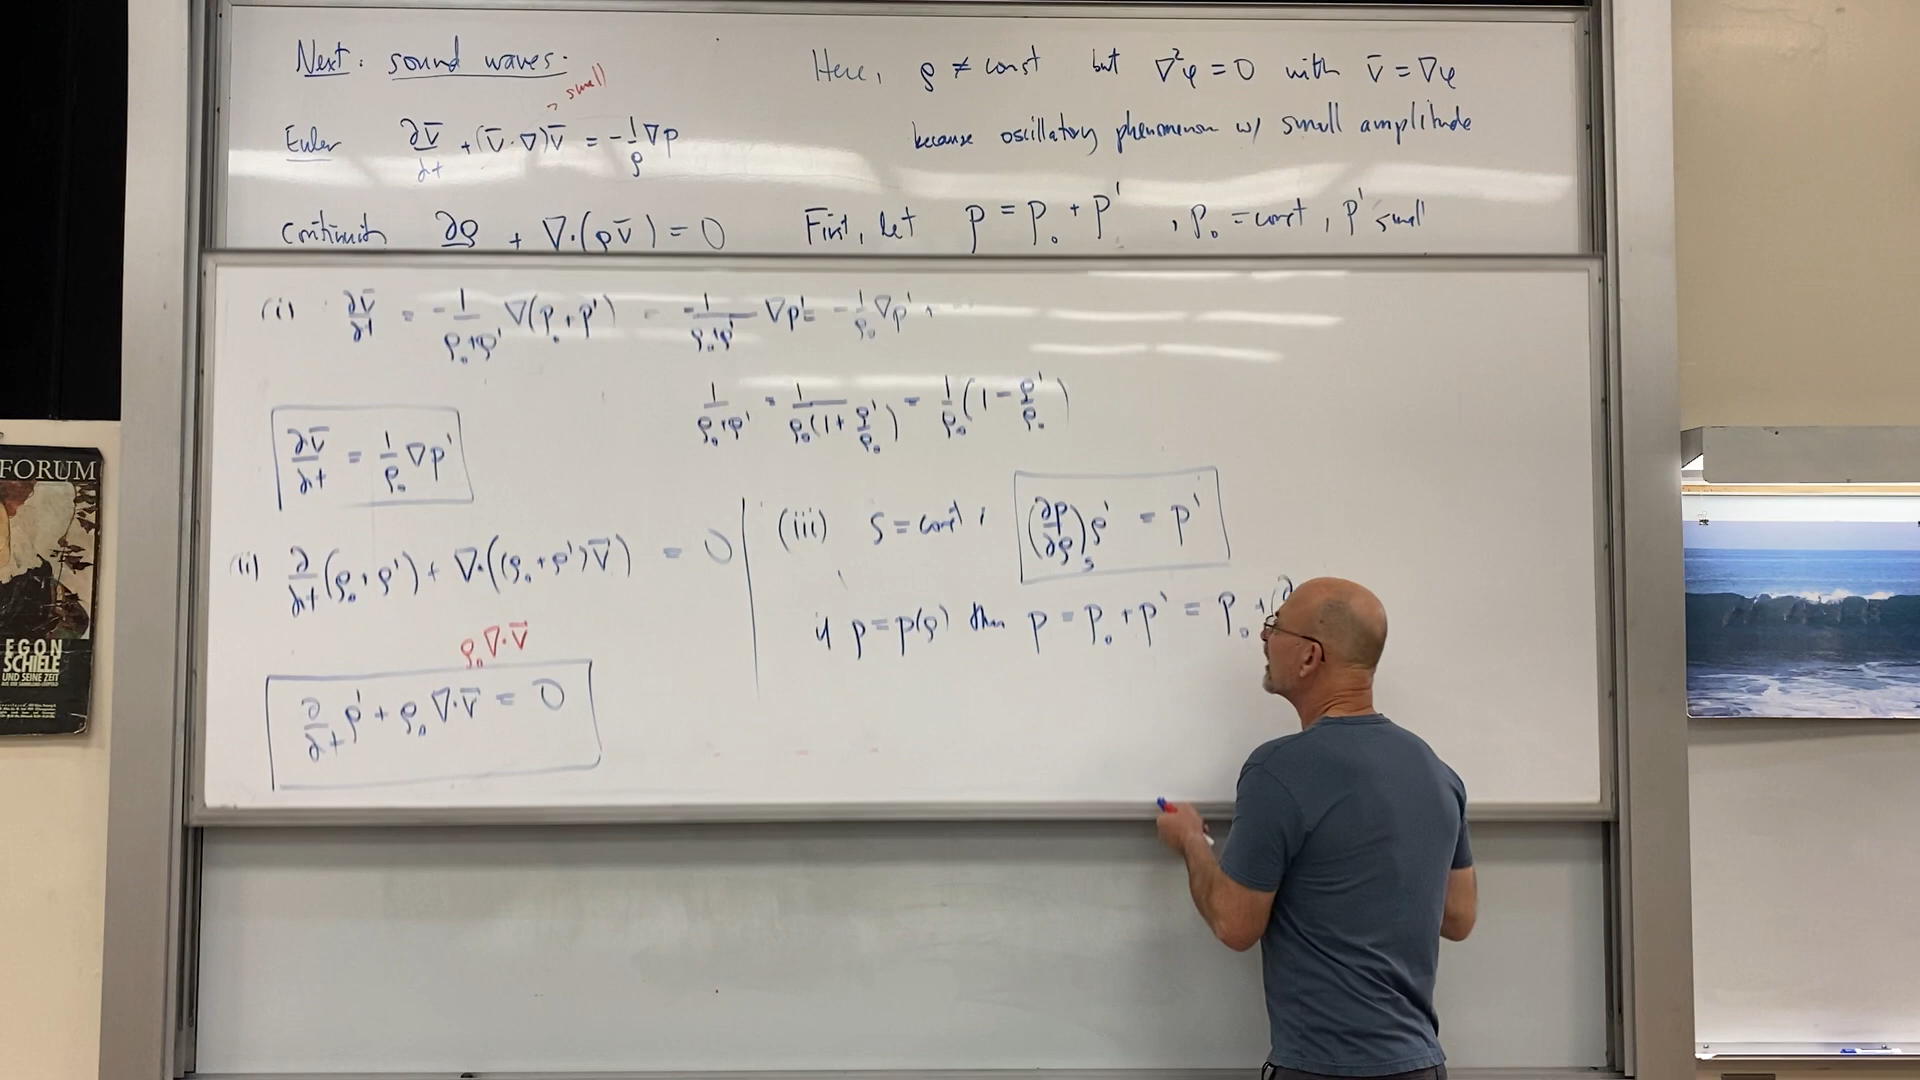 Next: sound waves.
→ small
Euler ∂v̄/∂t + (v̄·∇)v̄ = -1/ρ ∇p
Continuity ∂ρ + ∇·(ρv̄) = 0
Here, ρ ≠ const but ∇²φ = 0 with v̄ = ∇φ
because oscillatory phenomenon w/ small amplitude
First, let p = p₀ + p' , p₀ = const, p' small
(i) ∂v̄/∂t = -1/(ρ₀+ρ') ∇(p₀+p') = -1/(ρ₀+ρ') ∇p' = -1/ρ₀ ∇p' + ...
1/(ρ₀+ρ') = 1/(ρ₀(1+ρ'/ρ₀)) = 1/ρ₀ (1 - ρ'/ρ₀)
∂v̄/∂t = 1/ρ₀ ∇p'
(ii) ∂/∂t (ρ₀+ρ') + ∇·((ρ₀+ρ')v̄) = 0
ρ₀∇·v̄
∂/∂t ρ' + ρ₀∇·v̄ = 0
(iii) s = const ; (∂p/∂ρ)ₛ ρ' = p'
if p = p(ρ) then p = p₀ + p' = p₀ + (∂
FORUM
EGON
SCHIELE
UND SEINE ZEIT